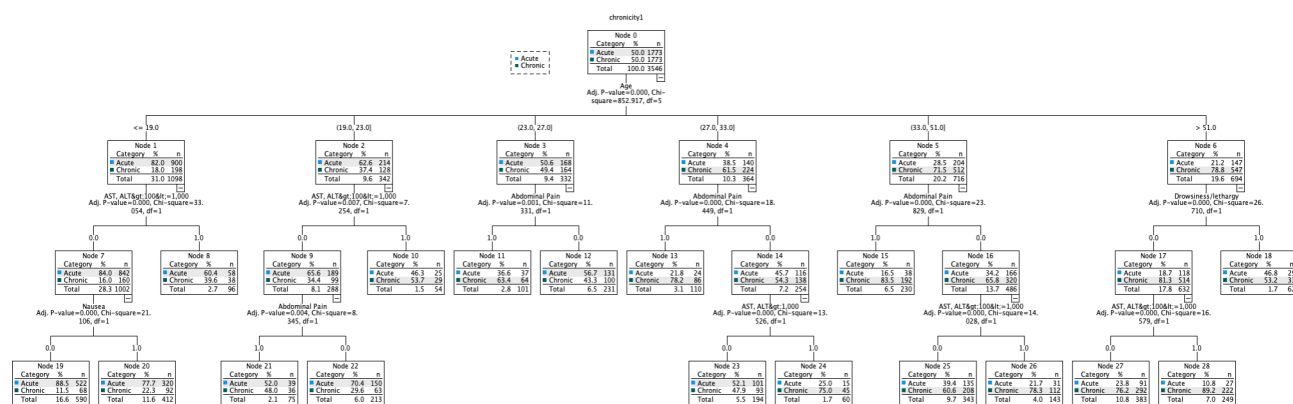 chronicity1
Node 0
Category % n
Acute 50.0 1773
Chronic 50.0 1773
Total 100.0 3546
Acute
Chronic
Age
Adj. P-value=0.000, Chi-
square=852.917, df=5
<= 19.0
(19.0, 23.0]
(23.0, 27.0]
(27.0, 33.0]
(33.0, 51.0]
> 51.0
Node 1
Category % n
Acute 82.0 900
Chronic 18.0 198
Total 31.0 1098
Node 2
Category % n
Acute 62.6 214
Chronic 37.4 128
Total 9.6 342
Node 3
Category % n
Acute 50.6 168
Chronic 49.4 164
Total 9.4 332
Node 4
Category % n
Acute 38.5 140
Chronic 61.5 224
Total 10.3 364
Node 5
Category % n
Acute 28.5 204
Chronic 71.5 512
Total 20.2 716
Node 6
Category % n
Acute 21.2 147
Chronic 78.8 547
Total 19.6 694
AST, ALT&gt;100&lt;=1,000
Adj. P-value=0.000, Chi-square=33.
054, df=1
AST, ALT&gt;100&lt;=1,000
Adj. P-value=0.007, Chi-square=7.
254, df=1
Abdominal Pain
Adj. P-value=0.001, Chi-square=11.
331, df=1
Abdominal Pain
Adj. P-value=0.000, Chi-square=18.
449, df=1
Abdominal Pain
Adj. P-value=0.000, Chi-square=23.
829, df=1
Drowsiness/lethargy
Adj. P-value=0.000, Chi-square=26.
710, df=1
0.0
1.0
0.0
1.0
1.0
0.0
1.0
0.0
1.0
0.0
0.0
1.0
Node 7
Category % n
Acute 84.0 842
Chronic 16.0 160
Total 28.3 1002
Node 8
Category % n
Acute 60.4 58
Chronic 39.6 38
Total 2.7 96
Node 9
Category % n
Acute 65.6 189
Chronic 34.4 99
Total 8.1 288
Node 10
Category % n
Acute 46.3 25
Chronic 53.7 29
Total 1.5 54
Node 11
Category % n
Acute 36.6 37
Chronic 63.4 64
Total 2.8 101
Node 12
Category % n
Acute 56.7 131
Chronic 43.3 100
Total 6.5 231
Node 13
Category % n
Acute 21.8 24
Chronic 78.2 86
Total 3.1 110
Node 14
Category % n
Acute 45.7 116
Chronic 54.3 138
Total 7.2 254
Node 15
Category % n
Acute 16.5 38
Chronic 83.5 192
Total 6.5 230
Node 16
Category % n
Acute 34.2 166
Chronic 65.8 320
Total 13.7 486
Node 17
Category % n
Acute 18.7 118
Chronic 81.3 514
Total 17.8 632
Node 18
Category %
Acute 46.8
Chronic 53.2
Total 1.7
Nausea
Adj. P-value=0.000, Chi-square=21.
106, df=1
Abdominal Pain
Adj. P-value=0.004, Chi-square=8.
345, df=1
AST, ALT&gt;1,000
Adj. P-value=0.000, Chi-square=13.
526, df=1
AST, ALT&gt;100&lt;=1,000
Adj. P-value=0.000, Chi-square=14.
028, df=1
AST, ALT&gt;100&lt;=1,000
Adj. P-value=0.000, Chi-square=16.
579, df=1
0.0
1.0
1.0
0.0
0.0
1.0
0.0
1.0
0.0
1.0
Node 19
Category % n
Acute 88.5 522
Chronic 11.5 68
Total 16.6 590
Node 20
Category % n
Acute 77.7 320
Chronic 22.3 92
Total 11.6 412
Node 21
Category % n
Acute 52.0 39
Chronic 48.0 36
Total 2.1 75
Node 22
Category % n
Acute 70.4 150
Chronic 29.6 63
Total 6.0 213
Node 23
Category % n
Acute 52.1 101
Chronic 47.9 93
Total 5.5 194
Node 24
Category % n
Acute 25.0 15
Chronic 75.0 45
Total 1.7 60
Node 25
Category % n
Acute 39.4 135
Chronic 60.6 208
Total 9.7 343
Node 26
Category % n
Acute 21.7 31
Chronic 78.3 112
Total 4.0 143
Node 27
Category % n
Acute 23.8 91
Chronic 76.2 292
Total 10.8 383
Node 28
Category % n
Acute 10.8 27
Chronic 89.2 222
Total 7.0 249